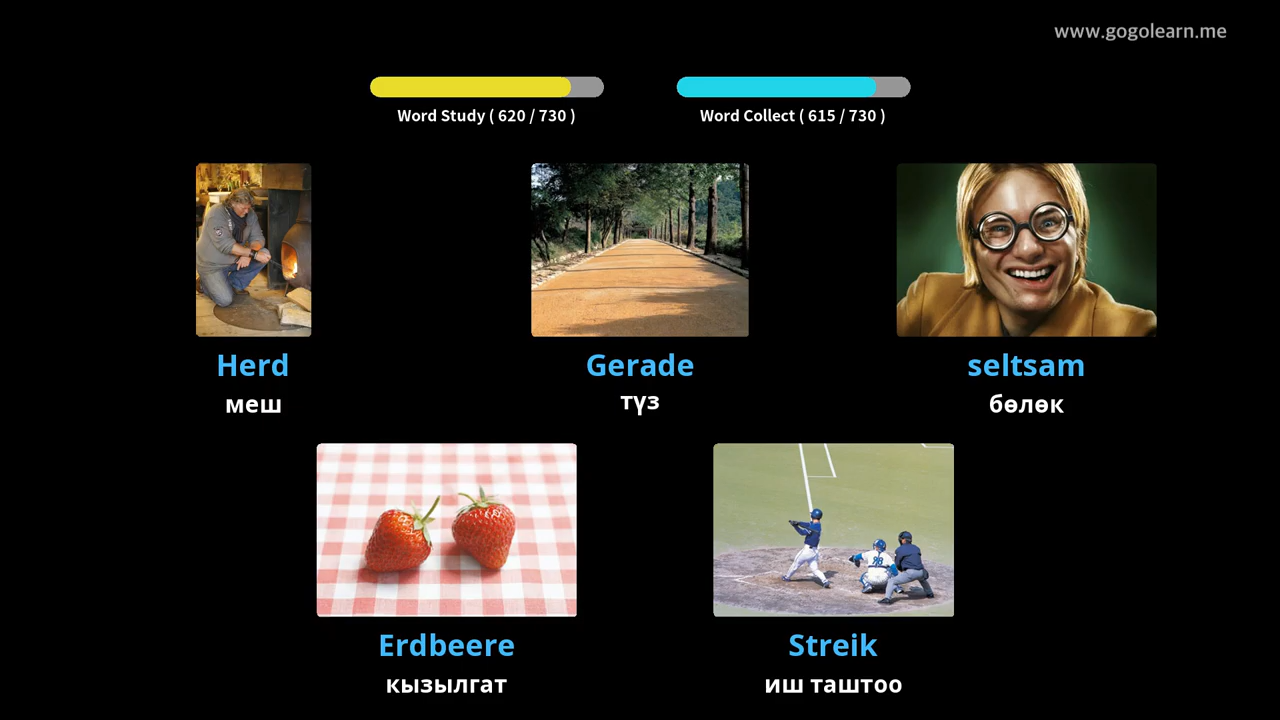 www.gogolearn.me
Word Study ( 620 / 730 )
Word Collect ( 615 / 730 )
Herd
меш
Gerade
түз
seltsam
бөлөк
Erdbeere
кызылгат
Streik
иш таштоо